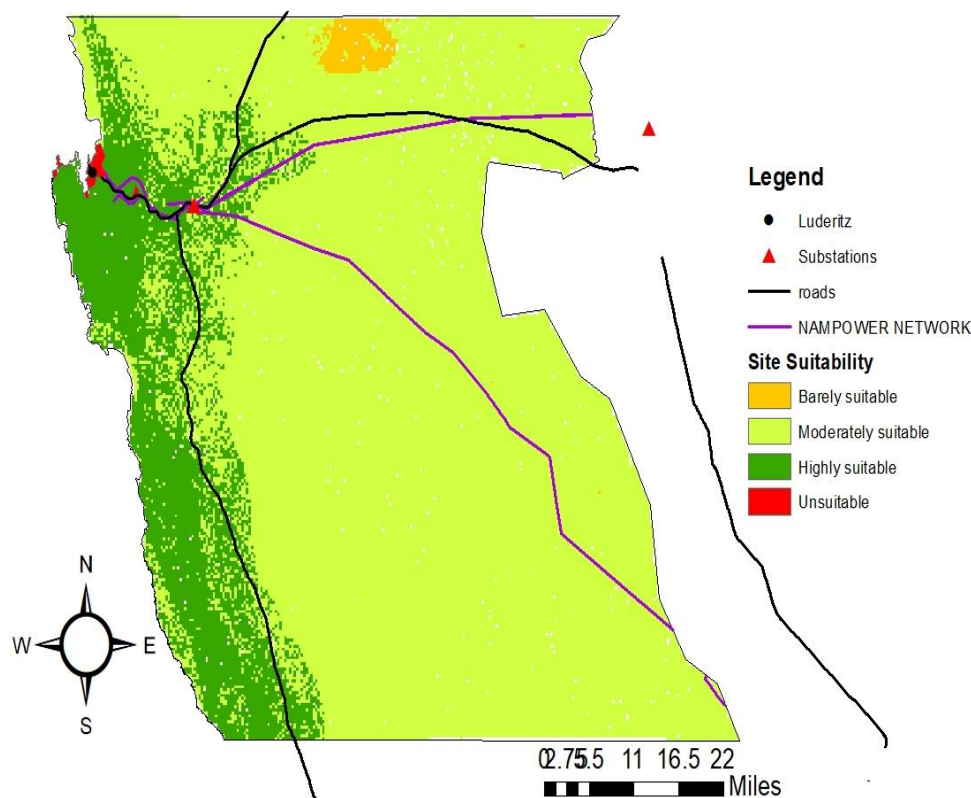 Legend
Luderitz
Substations
roads
NAMPOWER NETWORK
Site Suitability
Barely suitable
Moderately suitable
Highly suitable
Unsuitable
N
W E
S
0 2.75 5.5 11 16.5 22
Miles